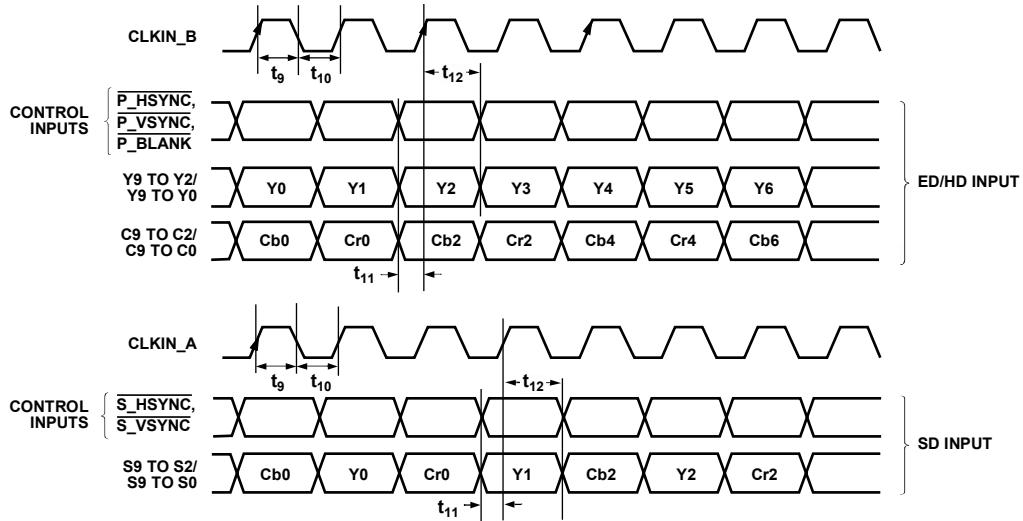 CLKIN_B
t9 t10 t12
CONTROL INPUTS
P_HSYNC,
P_VSYNC,
P_BLANK
Y9 TO Y2/
Y9 TO Y0
Y0 Y1 Y2 Y3 Y4 Y5 Y6
ED/HD INPUT
C9 TO C2/
C9 TO C0
Cb0 Cr0 Cb2 Cr2 Cb4 Cr4 Cb6
t11
CLKIN_A
t9 t10 t12
CONTROL INPUTS
S_HSYNC,
S_VSYNC
SD INPUT
S9 TO S2/
S9 TO S0
Cb0 Y0 Cr0 Y1 Cb2 Y2 Cr2
t11